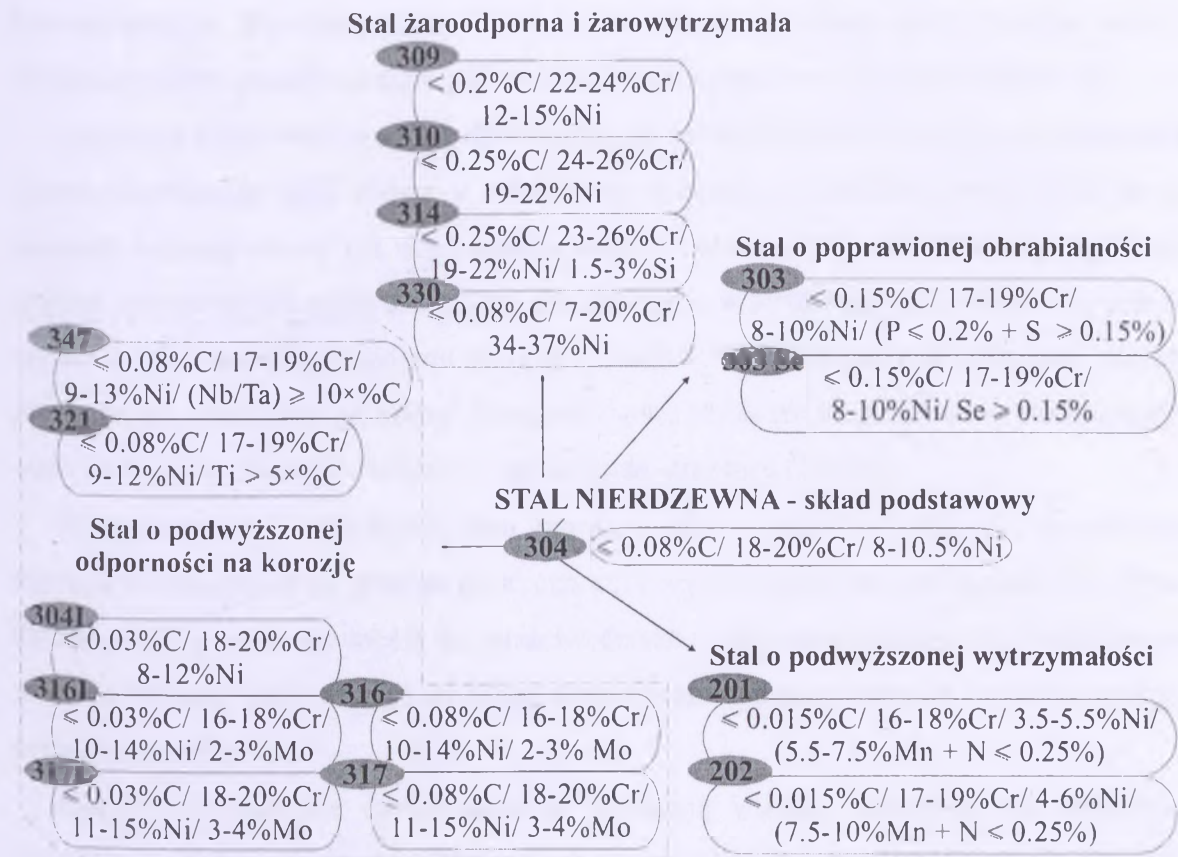 Stal żaroodporna i żarowytrzymała
309
< 0.2%C/ 22-24%Cr/
12-15%Ni
310
⩽ 0.25%C/ 24-26%Cr/
19-22%Ni
314
< 0.25%C/ 23-26%Cr/
19-22%Ni/ 1.5-3%Si
330
< 0.08%C/ 7-20%Cr/
34-37%Ni
Stal o poprawionej obrabialności
303
⩽ 0.15%C/ 17-19%Cr/
8-10%Ni/ (P ⩽ 0.2% + S > 0.15%)
303 Se
⩽ 0.15%C/ 17-19%Cr/
8-10%Ni/ Se > 0.15%
347
< 0.08%C/ 17-19%Cr/
9-13%Ni/ (Nb/Ta) ⩾ 10×%C
321
< 0.08%C/ 17-19%Cr/
9-12%Ni/ Ti > 5×%C
STAL NIERDZEWNA - skład podstawowy
304 ⩽ 0.08%C/ 18-20%Cr/ 8-10.5%Ni
Stal o podwyższonej
odporności na korozję
304L
< 0.03%C/ 18-20%Cr/
8-12%Ni
316L
⩽ 0.03%C/ 16-18%Cr/
10-14%Ni/ 2-3%Mo
317L
< 0.03%C/ 18-20%Cr/
11-15%Ni/ 3-4%Mo
316
⩽ 0.08%C/ 16-18%Cr/
10-14%Ni/ 2-3% Mo
317
< 0.08%C/ 18-20%Cr/
11-15%Ni/ 3-4%Mo
Stal o podwyższonej wytrzymałości
201
< 0.015%C/ 16-18%Cr/ 3.5-5.5%Ni/
(5.5-7.5%Mn + N ⩽ 0.25%)
202
⩽ 0.015%C/ 17-19%Cr/ 4-6%Ni/
(7.5-10%Mn + N ⩽ 0.25%)